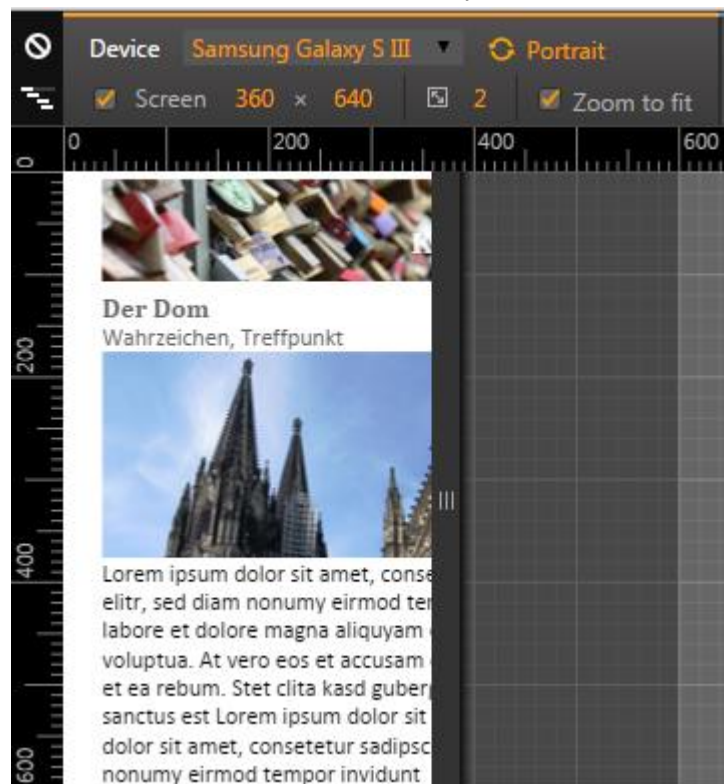 Device Samsung Galaxy S III Portrait
Screen 360 × 640 2 Zoom to fit
0 200 400 600
0
Der Dom
Wahrzeichen, Treffpunkt
200
400
Lorem ipsum dolor sit amet, conse
elitr, sed diam nonumy eirmod ter
labore et dolore magna aliquyam
voluptua. At vero eos et accusam
et ea rebum. Stet clita kasd guber
sanctus est Lorem ipsum dolor sit
dolor sit amet, consetetur sadipsc
nonumy eirmod tempor invidunt
600